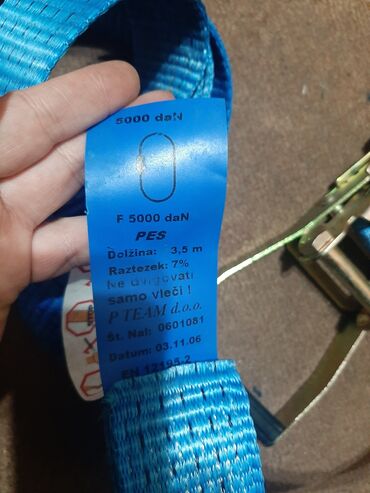 5000 daN
F 5000 daN
PES
Dolžina: 3,5 m
Raztezek: 7%
Ne dvigovati
samo vleči !
P TEAM d.o.o.
Št. Nal: 0601081
Datum: 03.11.06
EN 12195-2